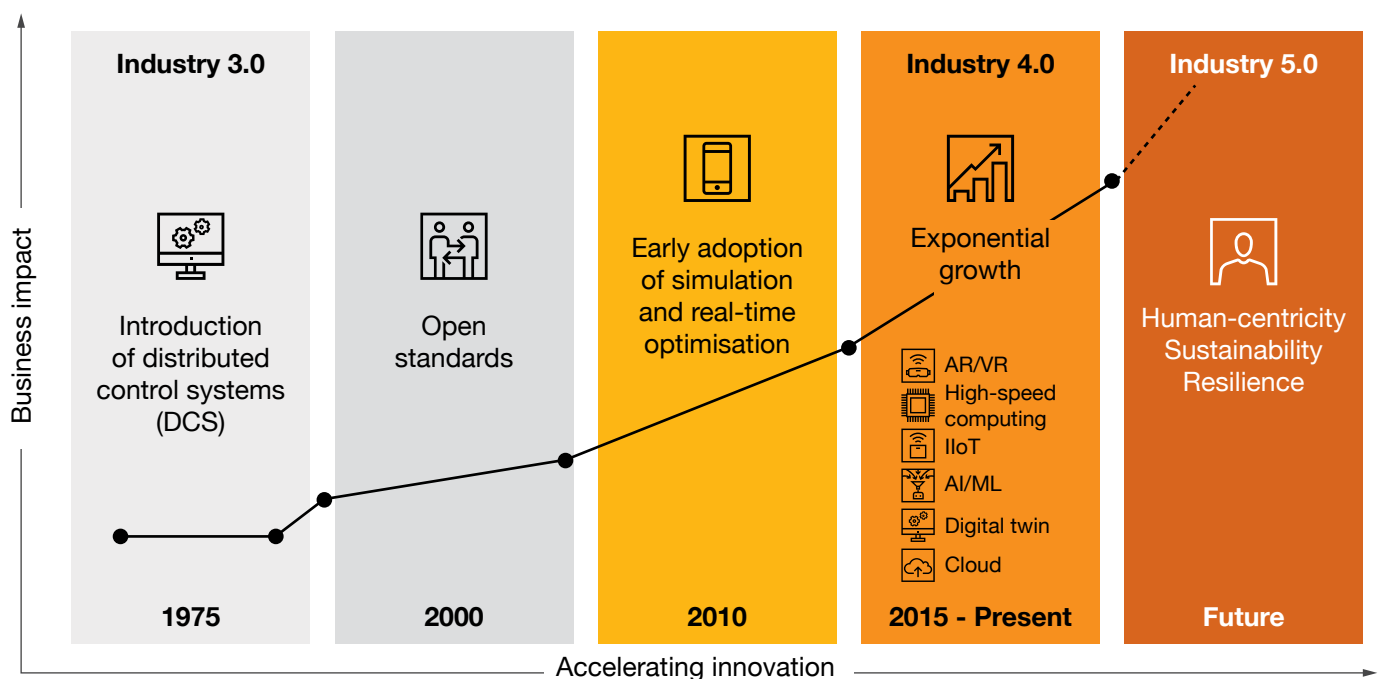 Business impact
Industry 3.0
Introduction
of distributed
control systems
(DCS)
1975
Open
standards
2000
Early adoption
of simulation
and real-time
optimisation
2010
Industry 4.0
Exponential
growth
AR/VR
High-speed
computing
IIoT
AI/ML
Digital twin
Cloud
2015 - Present
Industry 5.0
Human-centricity
Sustainability
Resilience
Future
Accelerating innovation